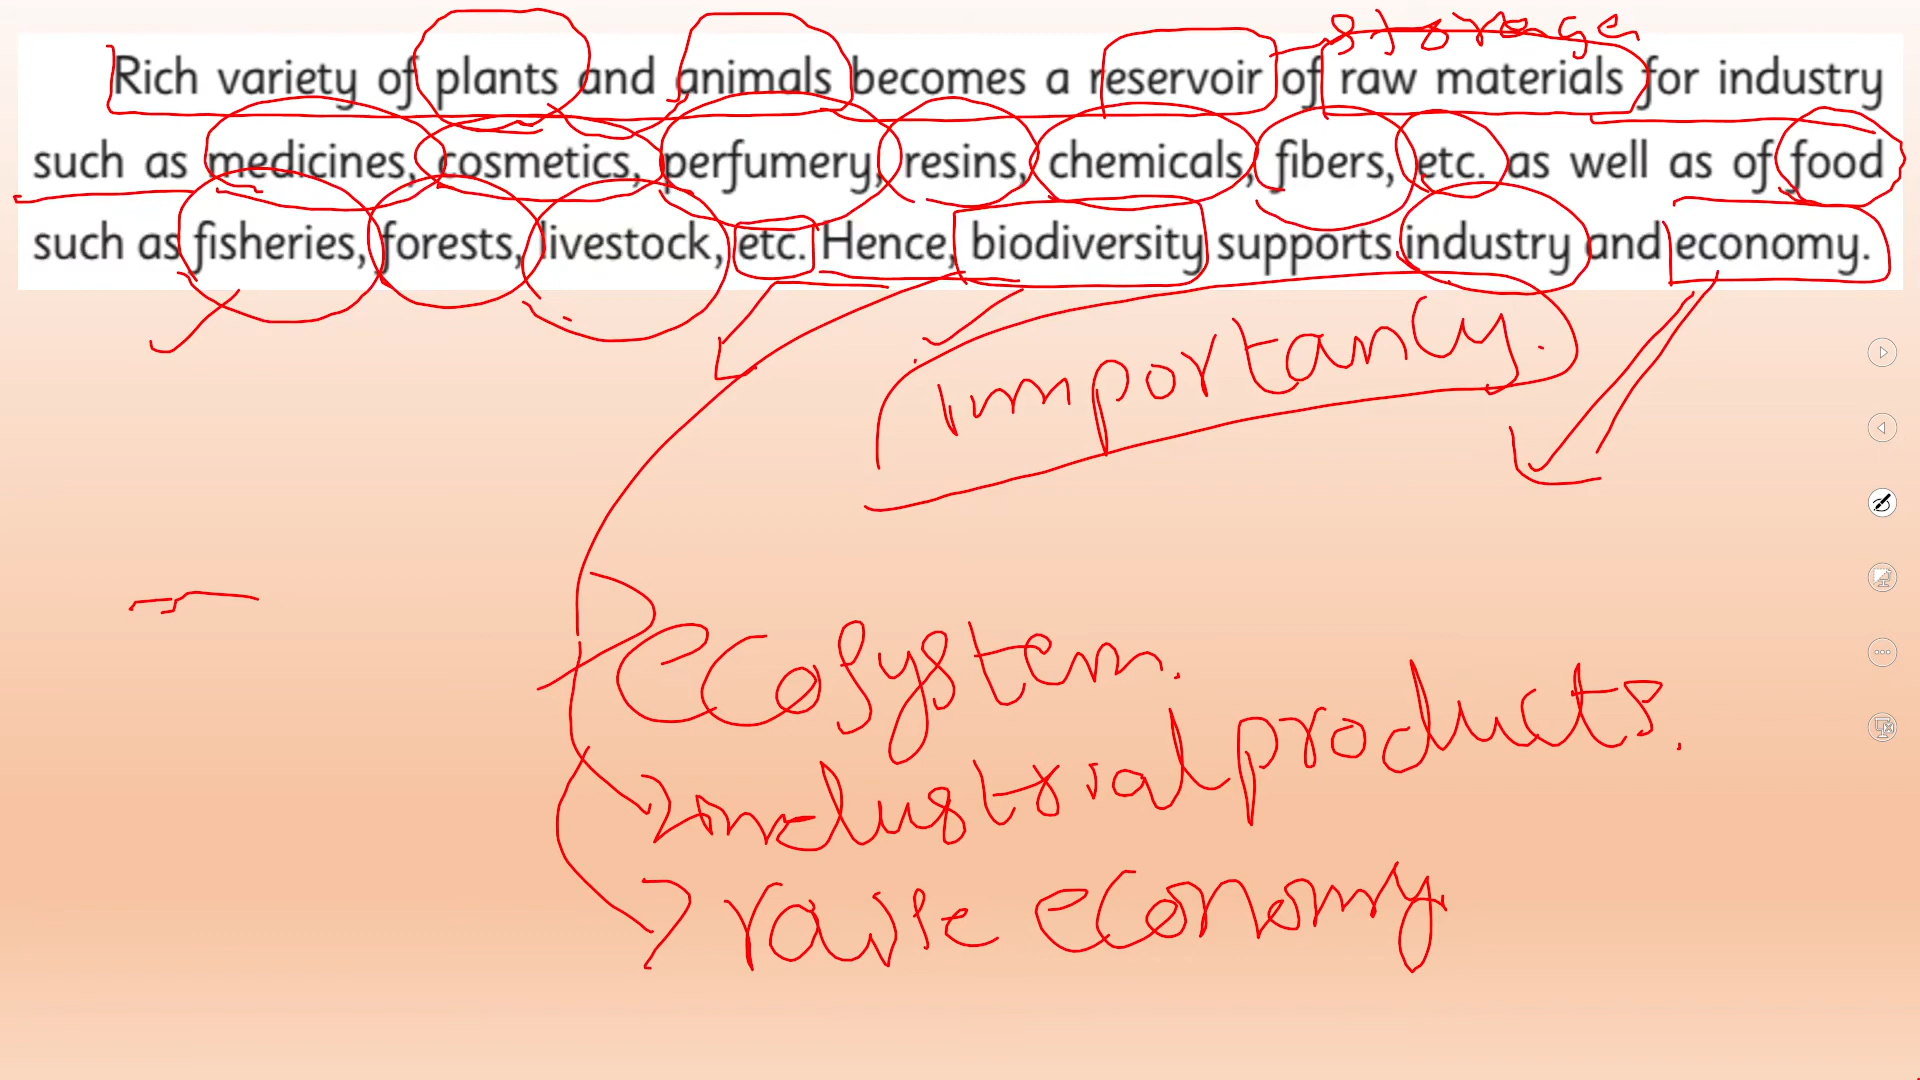 storage
Rich variety of plants and animals becomes a reservoir of raw materials for industry
such as medicines, cosmetics, perfumery, resins, chemicals, fibers, etc. as well as of food
such as fisheries, forests, livestock, etc. Hence, biodiversity supports industry and economy.
importantly.
ecosystem.
industrial products.
raise economy.